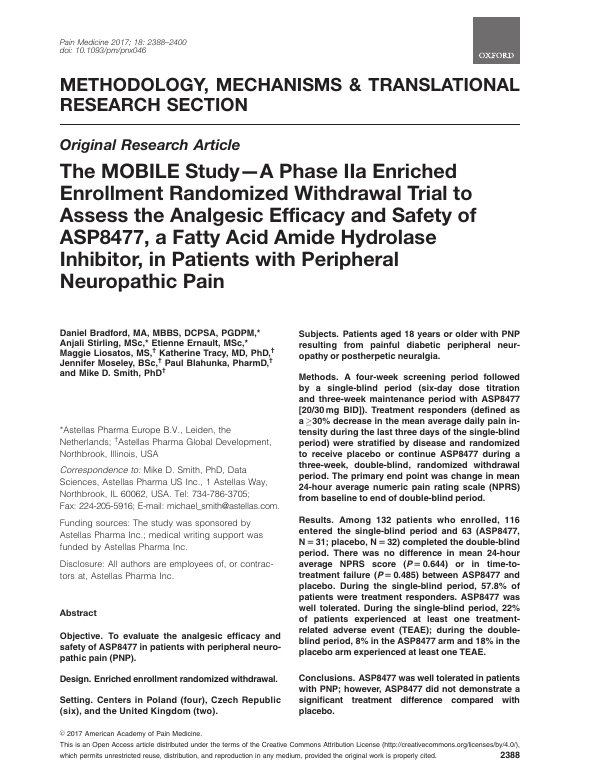 Pain Medicine 2017; 18: 2388–2400
doi: 10.1093/pm/pnx046
OXFORD
METHODOLOGY, MECHANISMS & TRANSLATIONAL
RESEARCH SECTION
Original Research Article
The MOBILE Study—A Phase IIa Enriched
Enrollment Randomized Withdrawal Trial to
Assess the Analgesic Efficacy and Safety of
ASP8477, a Fatty Acid Amide Hydrolase
Inhibitor, in Patients with Peripheral
Neuropathic Pain
Daniel Bradford, MA, MBBS, DCPSA, PGDPM,*
Anjali Stirling, MSc,* Etienne Ernault, MSc,*
Maggie Liosatos, MS,† Katherine Tracy, MD, PhD,†
Jennifer Moseley, BSc,† Paul Blahunka, PharmD,†
and Mike D. Smith, PhD†
*Astellas Pharma Europe B.V., Leiden, the
Netherlands; †Astellas Pharma Global Development,
Northbrook, Illinois, USA
Correspondence to: Mike D. Smith, PhD, Data
Sciences, Astellas Pharma US Inc., 1 Astellas Way,
Northbrook, IL 60062, USA. Tel: 734-786-3705;
Fax: 224-205-5916; E-mail: michael_smith@astellas.com.
Funding sources: The study was sponsored by
Astellas Pharma Inc.; medical writing support was
funded by Astellas Pharma Inc.
Disclosure: All authors are employees of, or contrac-
tors at, Astellas Pharma Inc.
Abstract
Objective. To evaluate the analgesic efficacy and
safety of ASP8477 in patients with peripheral neuro-
pathic pain (PNP).
Design. Enriched enrollment randomized withdrawal.
Setting. Centers in Poland (four), Czech Republic
(six), and the United Kingdom (two).
Subjects. Patients aged 18 years or older with PNP
resulting from painful diabetic peripheral neur-
opathy or postherpetic neuralgia.
Methods. A four-week screening period followed
by a single-blind period (six-day dose titration
and three-week maintenance period with ASP8477
[20/30 mg BID]). Treatment responders (defined as
a ≥30% decrease in the mean average daily pain in-
tensity during the last three days of the single-blind
period) were stratified by disease and randomized
to receive placebo or continue ASP8477 during a
three-week, double-blind, randomized withdrawal
period. The primary end point was change in mean
24-hour average numeric pain rating scale (NPRS)
from baseline to end of double-blind period.
Results. Among 132 patients who enrolled, 116
entered the single-blind period and 63 (ASP8477,
N = 31; placebo, N = 32) completed the double-blind
period. There was no difference in mean 24-hour
average NPRS score (P = 0.644) or in time-to-
treatment failure (P = 0.485) between ASP8477 and
placebo. During the single-blind period, 57.8% of
patients were treatment responders. ASP8477 was
well tolerated. During the single-blind period, 22%
of patients experienced at least one treatment-
related adverse event (TEAE); during the double-
blind period, 8% in the ASP8477 arm and 18% in the
placebo arm experienced at least one TEAE.
Conclusions. ASP8477 was well tolerated in patients
with PNP; however, ASP8477 did not demonstrate a
significant treatment difference compared with
placebo.
© 2017 American Academy of Pain Medicine.
This is an Open Access article distributed under the terms of the Creative Commons Attribution License (http://creativecommons.org/licenses/by/4.0/),
which permits unrestricted reuse, distribution, and reproduction in any medium, provided the original work is properly cited. 2388